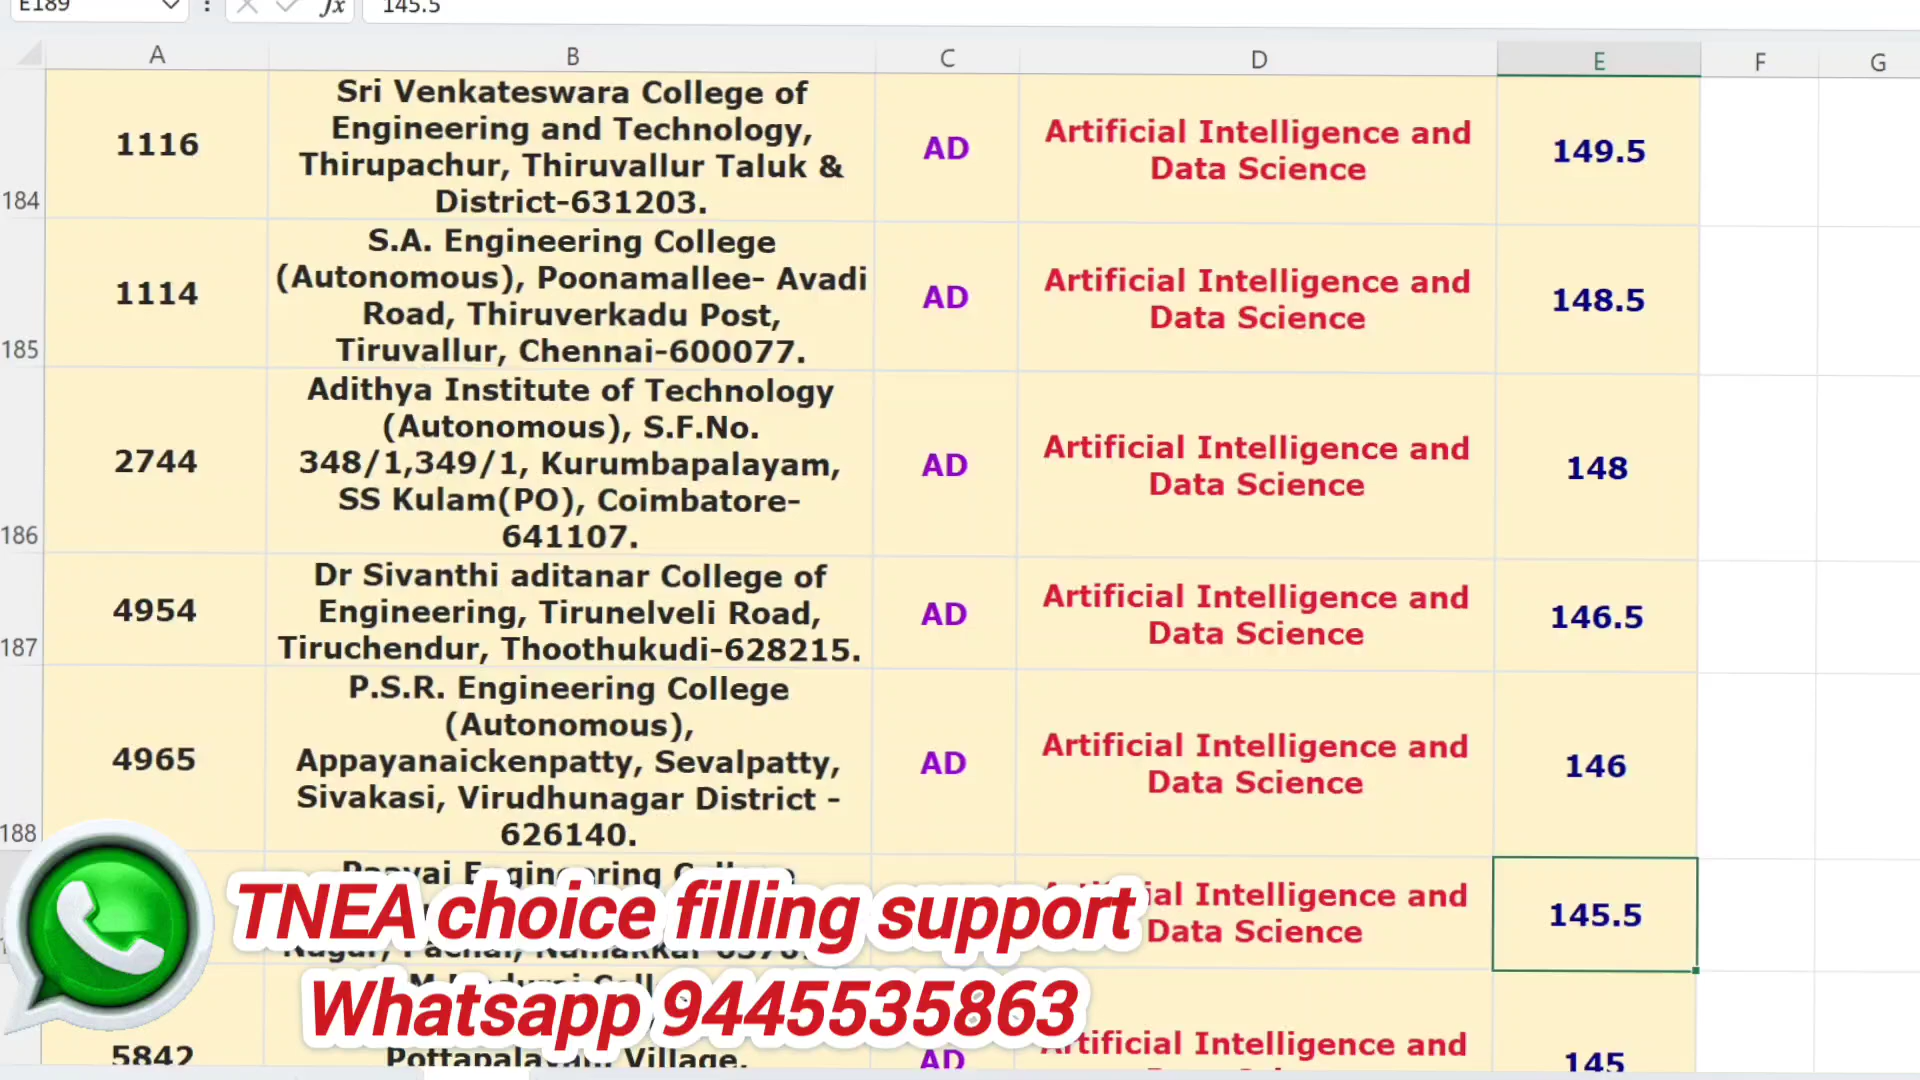 E189
fx
145.5
A B C D E F G
184
1116
Sri Venkateswara College of
Engineering and Technology,
Thirupachur, Thiruvallur Taluk &
District-631203.
AD
Artificial Intelligence and
Data Science
149.5
185
1114
S.A. Engineering College
(Autonomous), Poonamallee- Avadi
Road, Thiruverkadu Post,
Tiruvallur, Chennai-600077.
AD
Artificial Intelligence and
Data Science
148.5
186
2744
Adithya Institute of Technology
(Autonomous), S.F.No.
348/1,349/1, Kurumbapalayam,
SS Kulam(PO), Coimbatore-
641107.
AD
Artificial Intelligence and
Data Science
148
187
4954
Dr Sivanthi aditanar College of
Engineering, Tirunelveli Road,
Tiruchendur, Thoothukudi-628215.
AD
Artificial Intelligence and
Data Science
146.5
188
4965
P.S.R. Engineering College
(Autonomous),
Appayanaickenpatty, Sevalpatty,
Sivakasi, Virudhunagar District -
626140.
AD
Artificial Intelligence and
Data Science
146
Engineering
Intelligence and
Data Science
145.5
TNEA choice filling support
Whatsapp 9445535863
5842
Village,
AD
Artificial Intelligence and
145